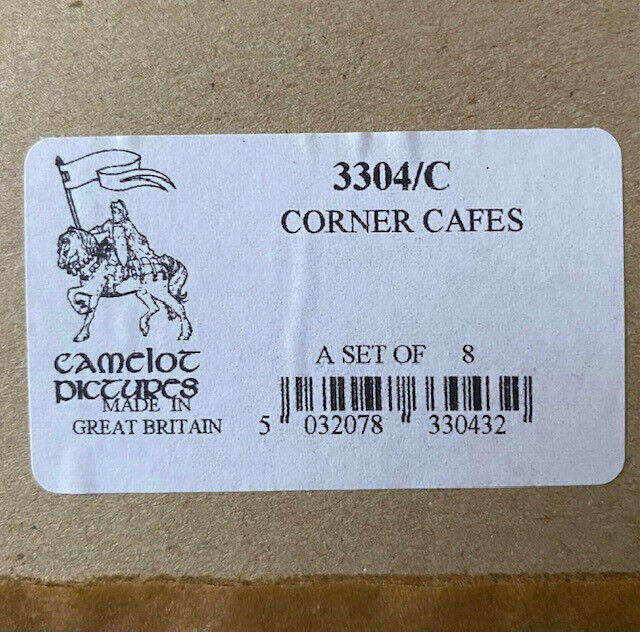 3304/C
CORNER CAFES
A SET OF 8
camelot
pictures
MADE IN
GREAT BRITAIN
5 032078 330432